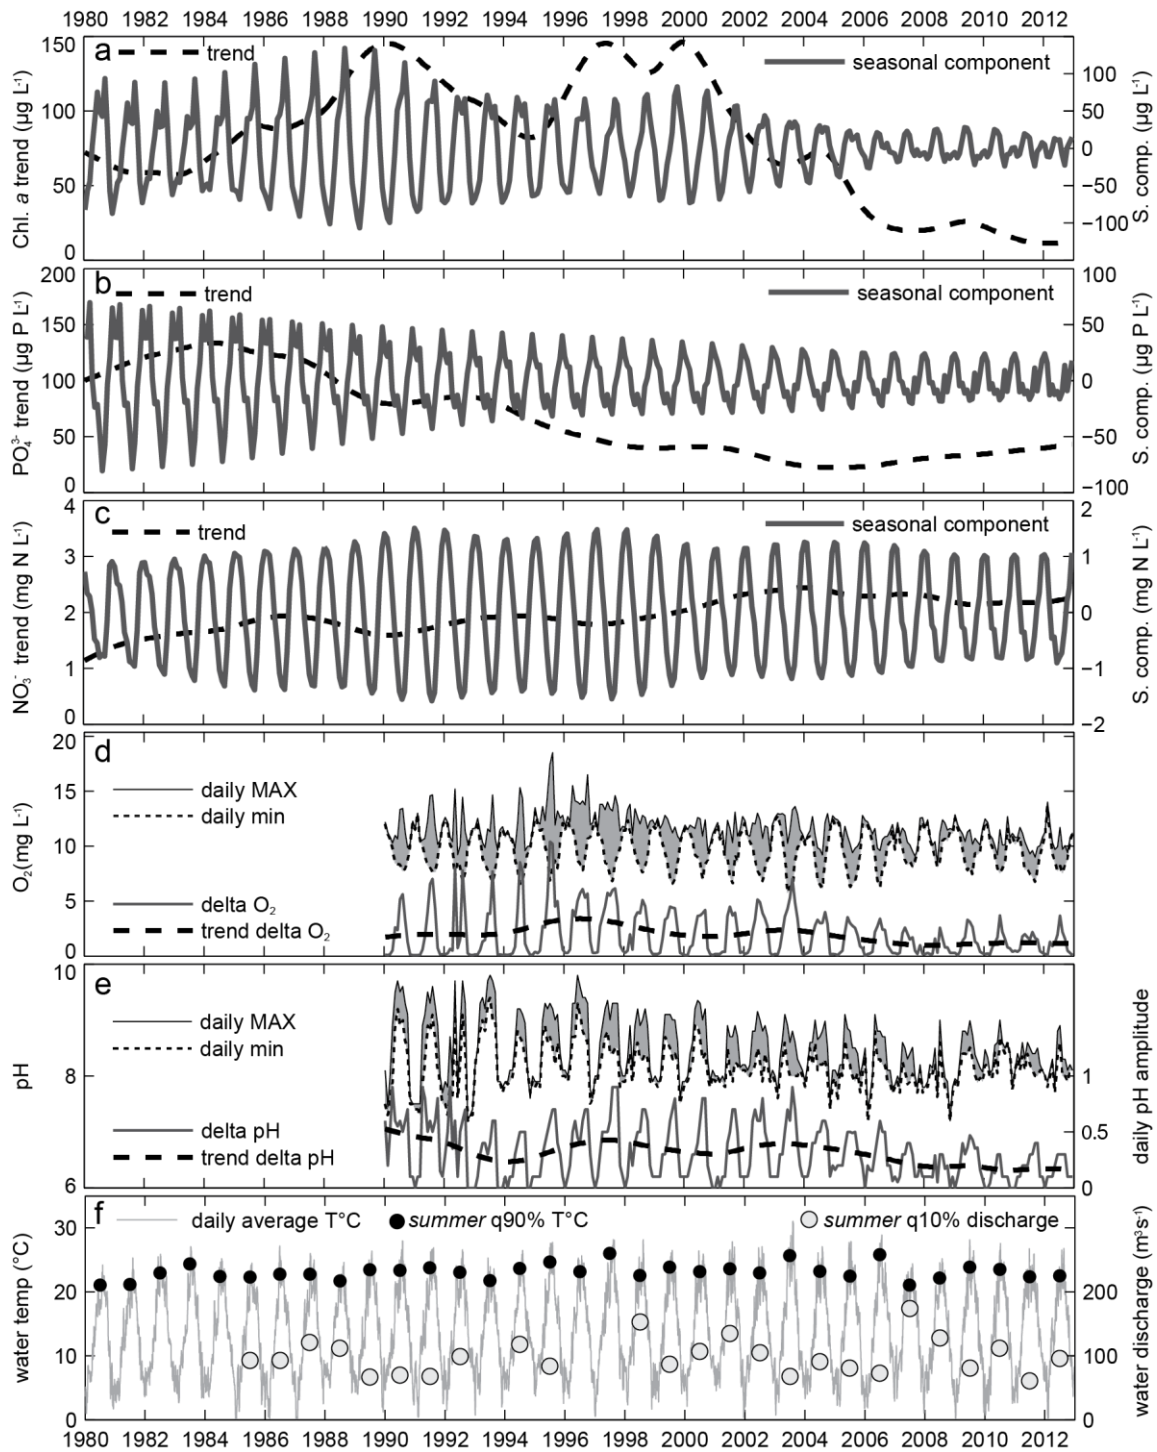 1980 1982 1984 1986 1988 1990 1992 1994 1996 1998 2000 2002 2004 2006 2008 2010 2012
a
trend
seasonal component
Chl. a trend (µg L-1)
150
100
50
0
100
50
0
−50
−100
S. comp. (µg L-1)
b
trend
seasonal component
PO₄³⁻ trend (µg P L-1)
200
150
100
50
0
100
50
0
−50
−100
S. comp. (µg P L-1)
c
trend
seasonal component
NO₃⁻ trend (mg N L-1)
4
3
2
1
0
2
1
0
−1
−2
S. comp. (mg N L-1)
d
daily MAX
daily min
delta O₂
trend delta O₂
O₂(mg L-1)
20
15
10
5
0
e
daily MAX
daily min
delta pH
trend delta pH
pH
10
8
6
1
0.5
0
daily pH amplitude
f
daily average T°C
summer q90% T°C
summer q10% discharge
water temp (°C)
30
20
10
0
200
100
0
water discharge (m³s-1)
1980 1982 1984 1986 1988 1990 1992 1994 1996 1998 2000 2002 2004 2006 2008 2010 2012